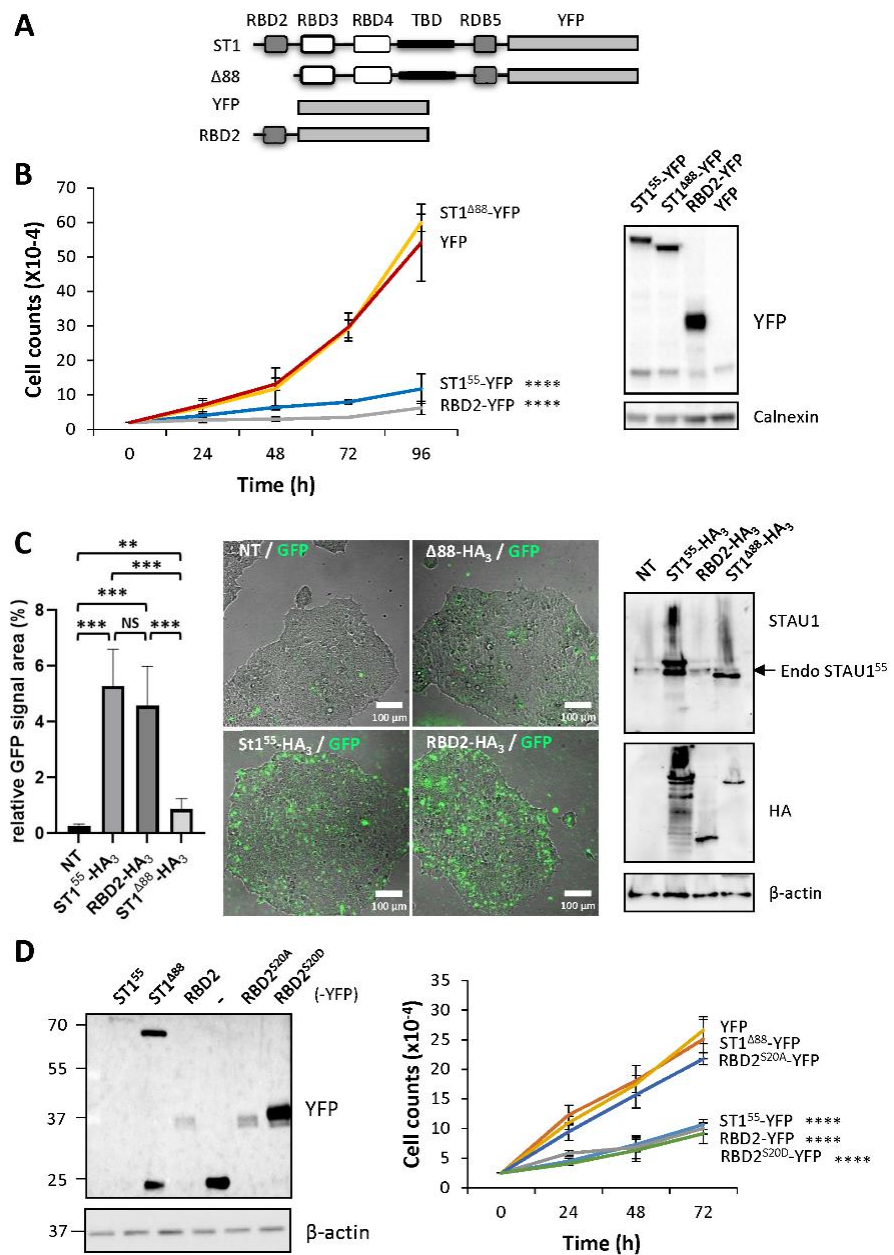 A
RBD2 RBD3 RBD4 TBD RDB5 YFP
ST1
Δ88
YFP
RBD2
B
Cell counts (X10-4)
70
60
50
40
30
20
10
0
0 24 48 72 96
Time (h)
ST1Δ88-YFP
YFP
ST155-YFP ****
RBD2-YFP ****
ST155-YFP
ST1Δ88-YFP
RBD2-YFP
YFP
YFP
Calnexin
C
relative GFP signal area (%)
8
6
4
2
0
**
***
***
*** NS ***
NT
ST155-HA3
RBD2-HA3
ST1Δ88-HA3
NT / GFP
100 µm
Δ88-HA3 / GFP
100 µm
St155-HA3 / GFP
100 µm
RBD2-HA3 / GFP
100 µm
NT
ST155-HA3
RBD2-HA3
ST1Δ88-HA3
STAU1
Endo STAU155
HA
β-actin
D
ST155
ST1Δ88
RBD2
-
RBD2S20A
RBD2S20D
(-YFP)
70
55
37
25
YFP
37
β-actin
Cell counts (x10-4)
35
30
25
20
15
10
5
0
0 24 48 72
Time (h)
YFP
ST1Δ88-YFP
RBD2S20A-YFP
ST155-YFP ****
RBD2-YFP ****
RBD2S20D-YFP ****